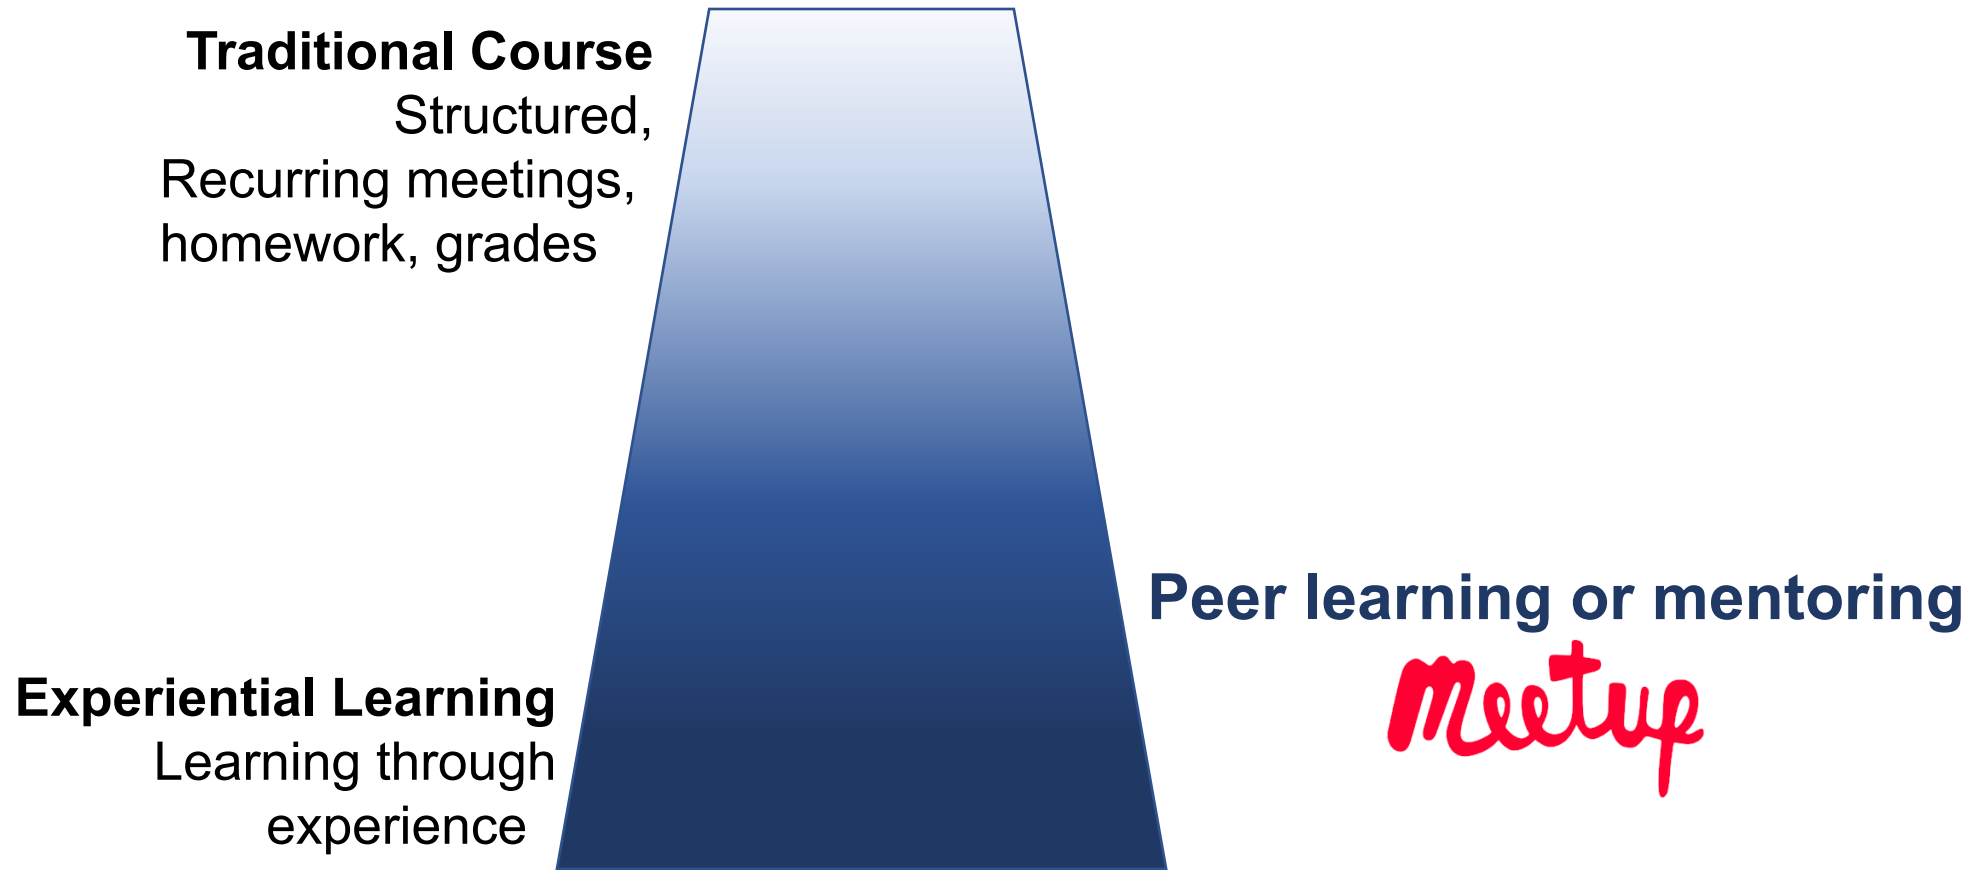 Traditional Course
Structured,
Recurring meetings,
homework, grades
Peer learning or mentoring
meetup
Experiential Learning
Learning through
experience